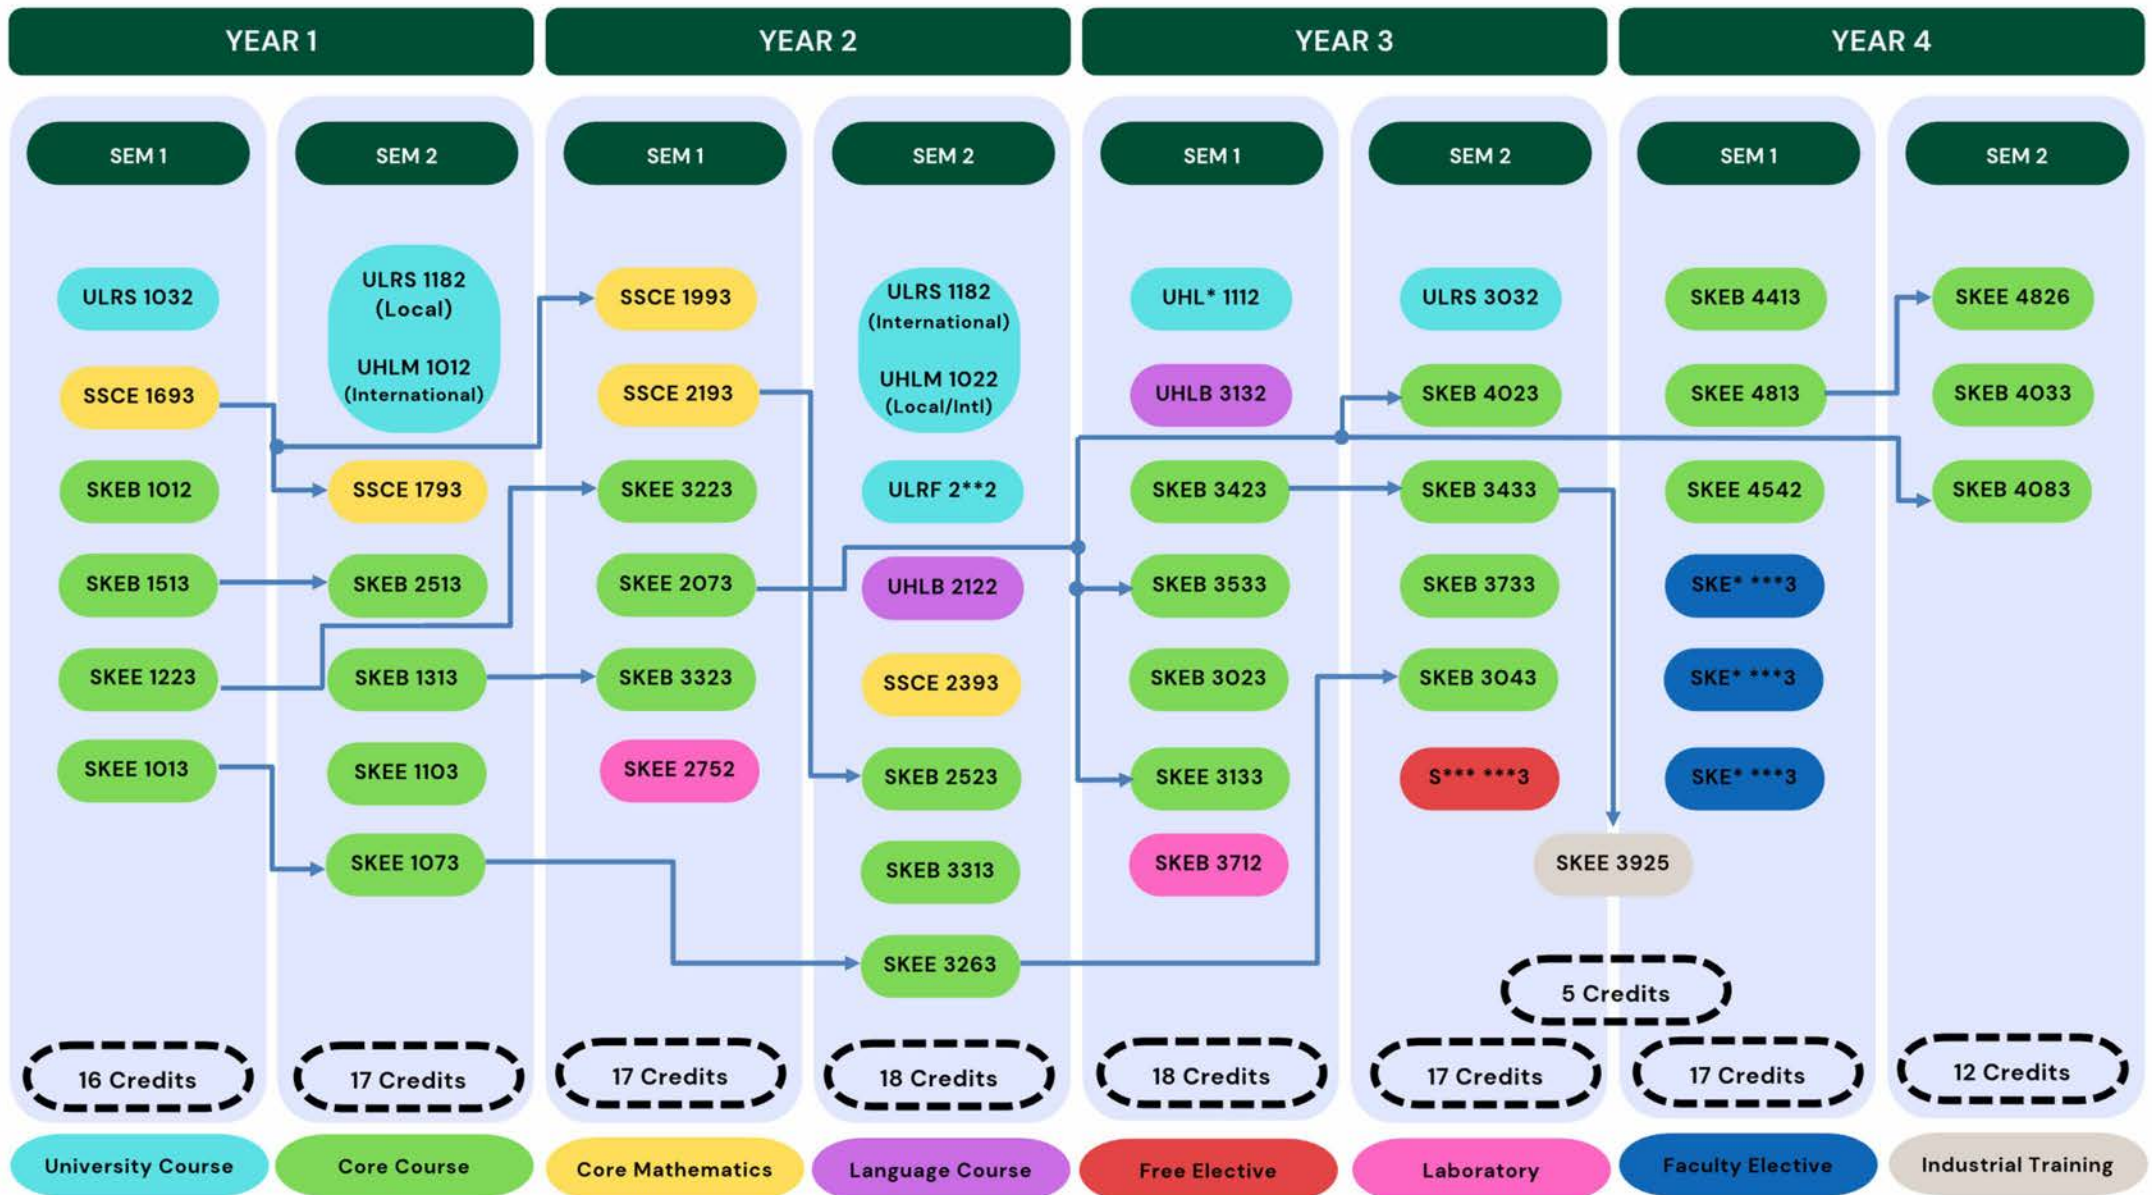 YEAR 1
YEAR 2
YEAR 3
YEAR 4
SEM 1
SEM 2
SEM 1
SEM 2
SEM 1
SEM 2
SEM 1
SEM 2
ULRS 1032
SSCE 1693
SKEB 1012
SKEB 1513
SKEE 1223
SKEE 1013
16 Credits
ULRS 1182
(Local)
UHLM 1012
(International)
SSCE 1793
SKEB 2513
SKEB 1313
SKEE 1103
SKEE 1073
17 Credits
SSCE 1993
SSCE 2193
SKEE 3223
SKEE 2073
SKEB 3323
SKEE 2752
17 Credits
ULRS 1182
(International)
UHLM 1022
(Local/Intl)
ULRF 2**2
UHLB 2122
SSCE 2393
SKEB 2523
SKEB 3313
SKEE 3263
18 Credits
UHL* 1112
UHLB 3132
SKEB 3423
SKEB 3533
SKEB 3023
SKEE 3133
SKEB 3712
18 Credits
ULRS 3032
SKEB 4023
SKEB 3433
SKEB 3733
SKEB 3043
S*** ***3
17 Credits
SKEE 3925
5 Credits
SKEB 4413
SKEE 4813
SKEE 4542
SKE* ***3
SKE* ***3
SKE* ***3
17 Credits
SKEE 4826
SKEB 4033
SKEB 4083
12 Credits
University Course
Core Course
Core Mathematics
Language Course
Free Elective
Laboratory
Faculty Elective
Industrial Training